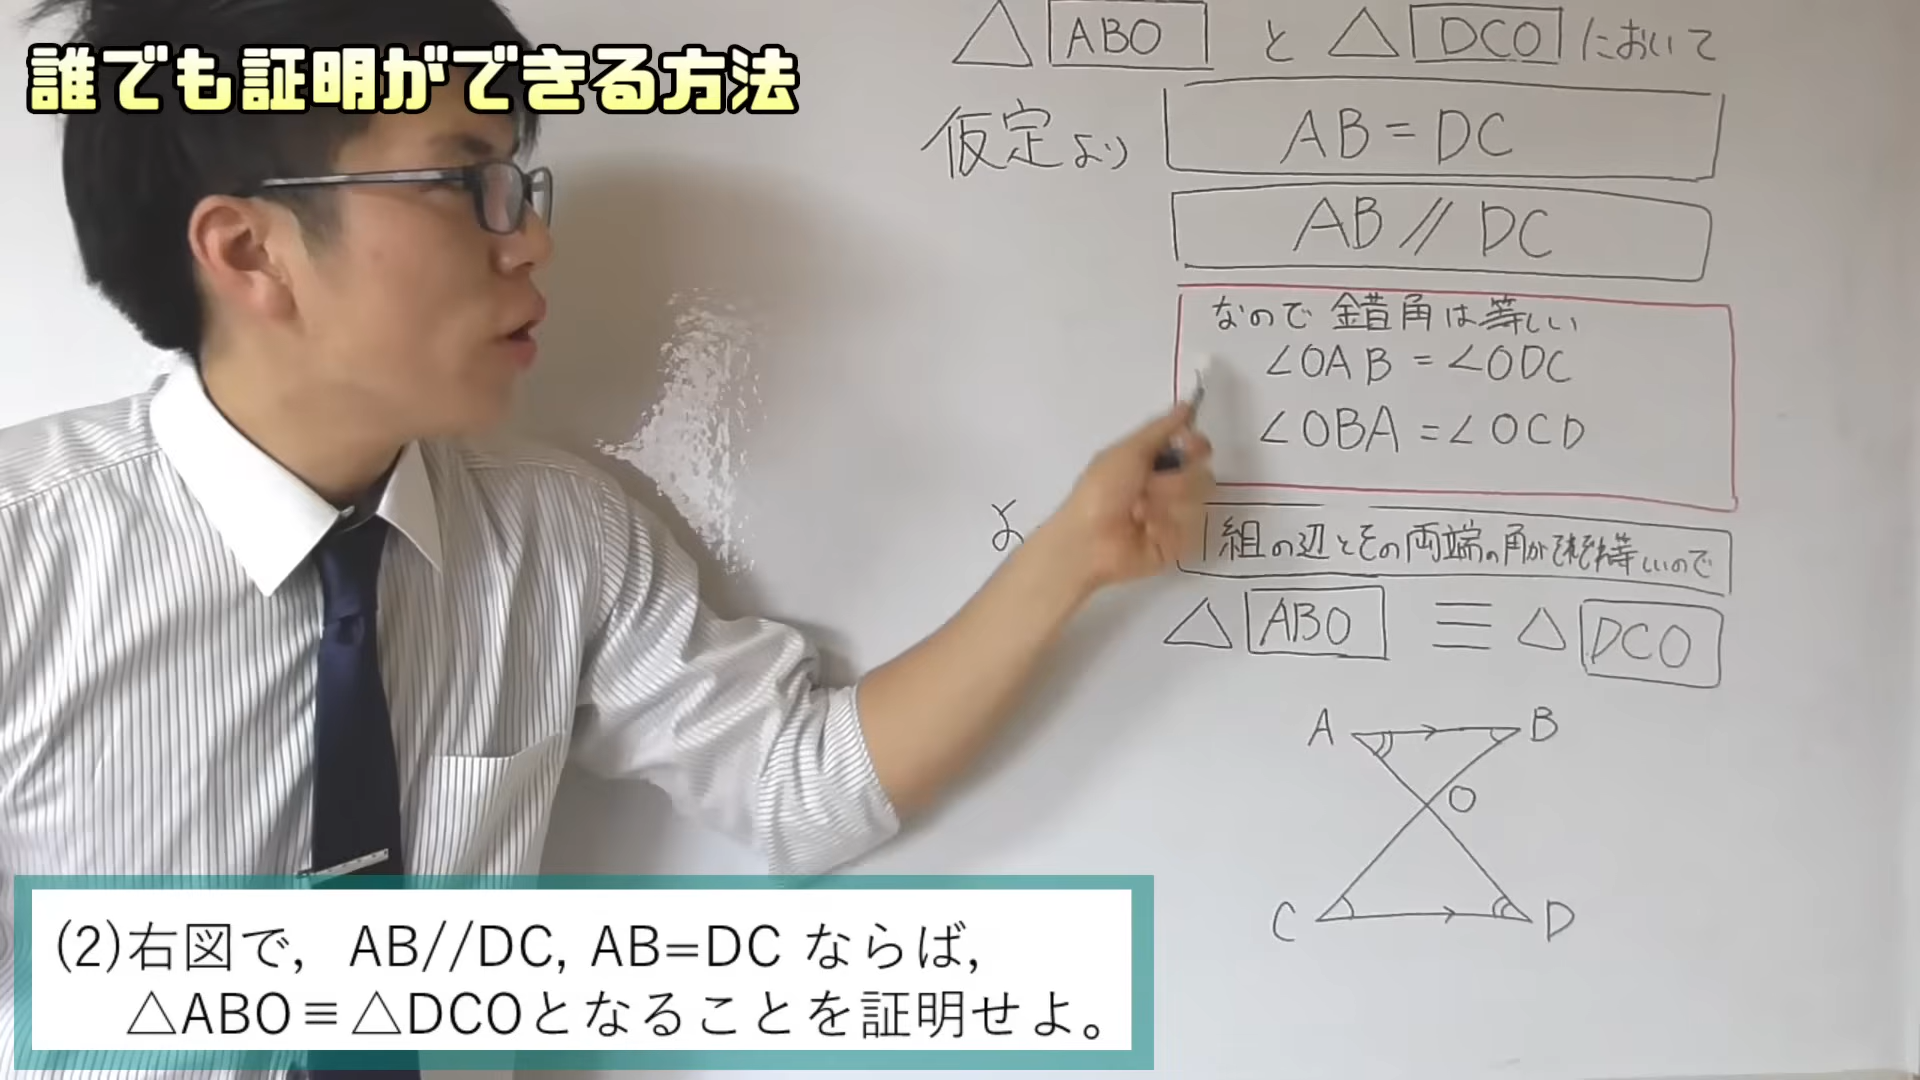 誰でも証明ができる方法
△ABO と △DCO において
仮定より AB=DC
AB // DC
なので 錯角は等しい
∠OAB = ∠ODC
∠OBA = ∠OCD
よ
1組の辺とその両端の角がそれぞれ等しいので
△ABO ≡ △DCO
A B
O
C D
(2)右図で, AB//DC, AB=DC ならば,
△ABO≡△DCOとなることを証明せよ。